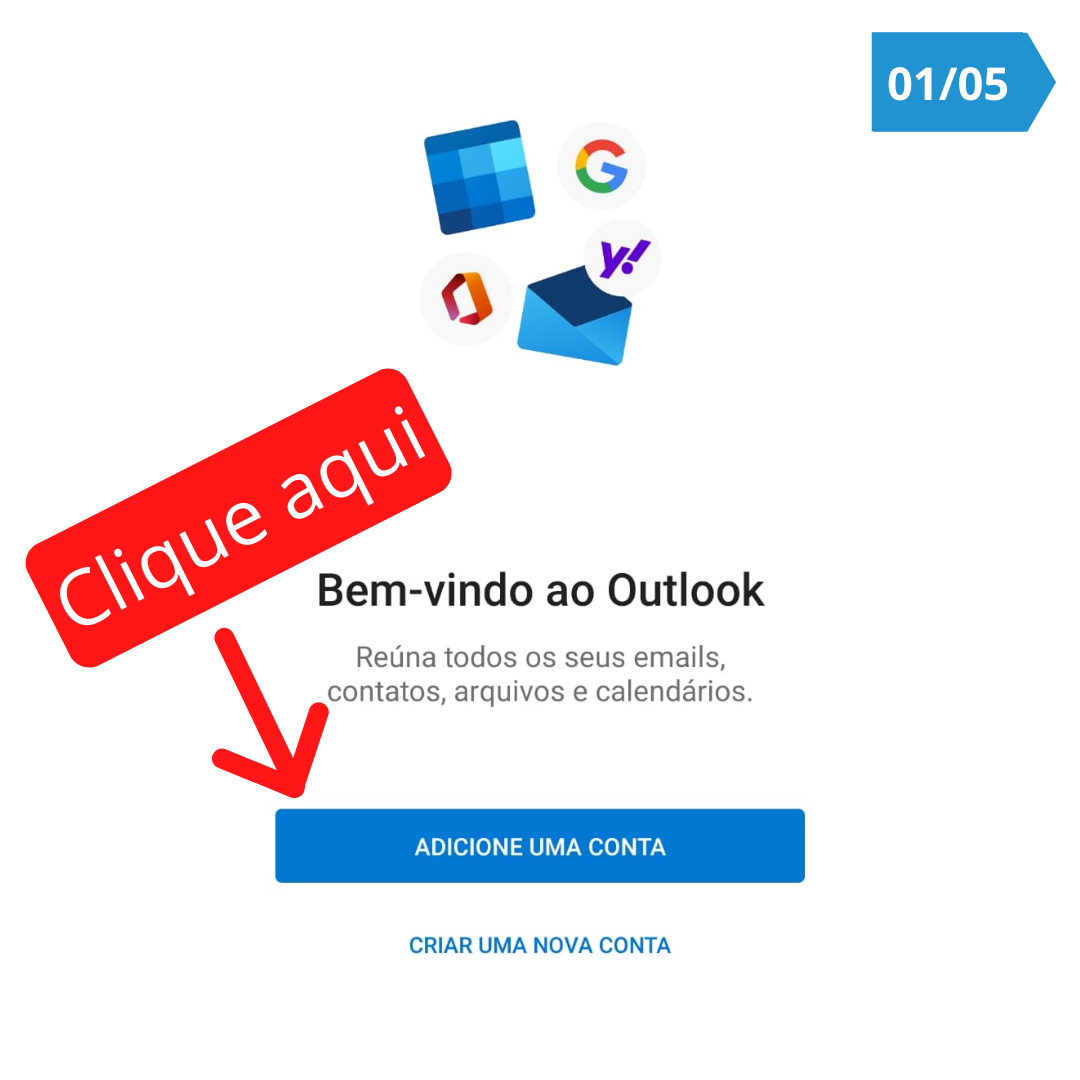 01/05
Clique aqui
Bem-vindo ao Outlook
Reúna todos os seus emails,
contatos, arquivos e calendários.
ADICIONE UMA CONTA
CRIAR UMA NOVA CONTA